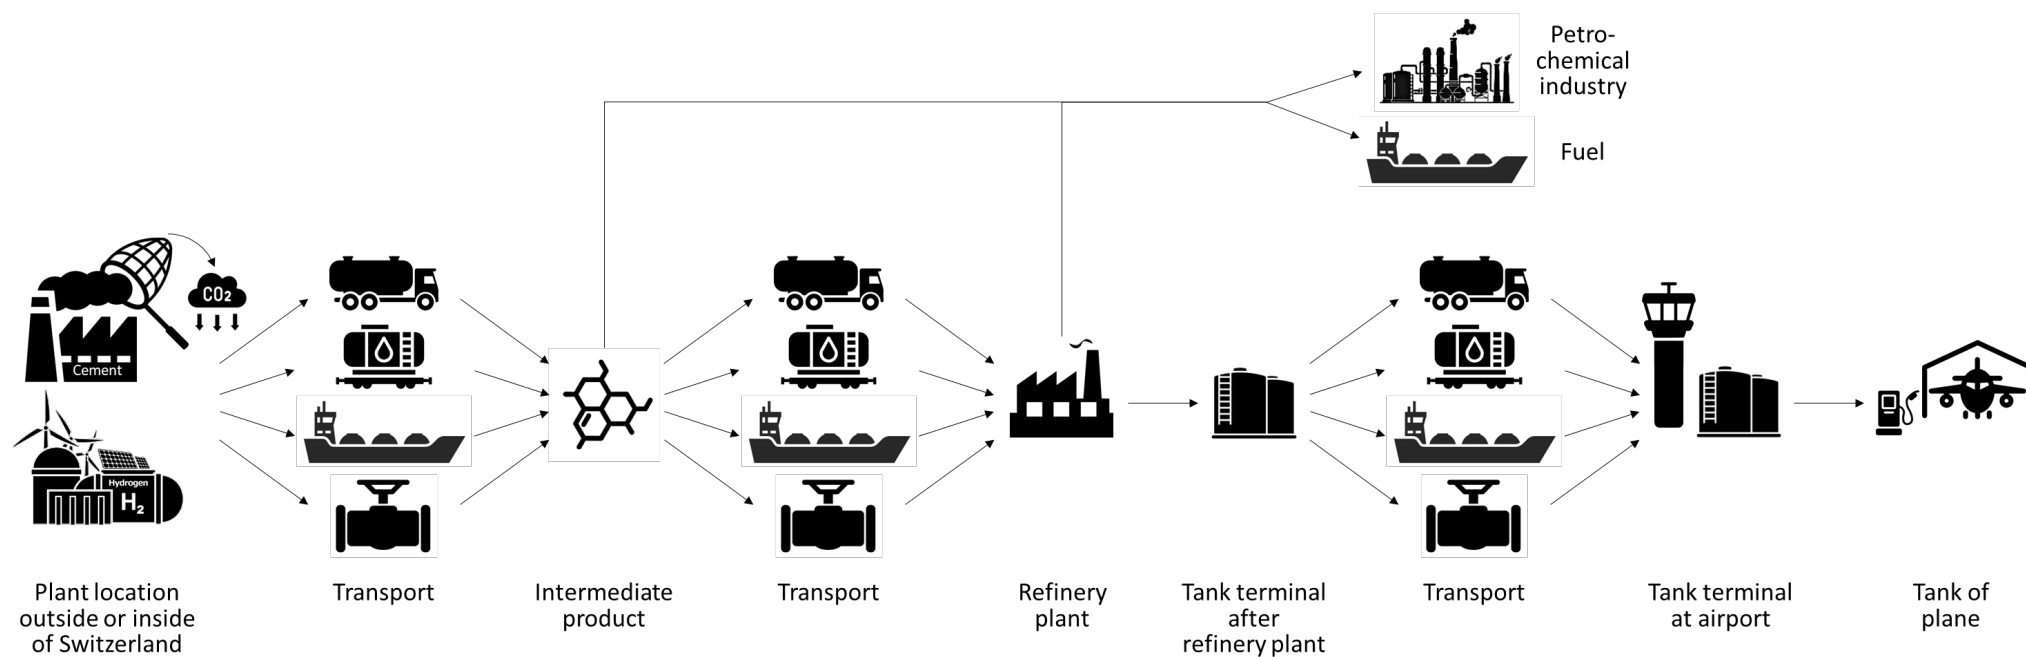 Petro-
chemical
industry
Fuel
CO2
Cement
Hydrogen
H2
Plant location
outside or inside
of Switzerland
Transport
Intermediate
product
Transport
Refinery
plant
Tank terminal
after
refinery plant
Transport
Tank terminal
at airport
Tank of
plane